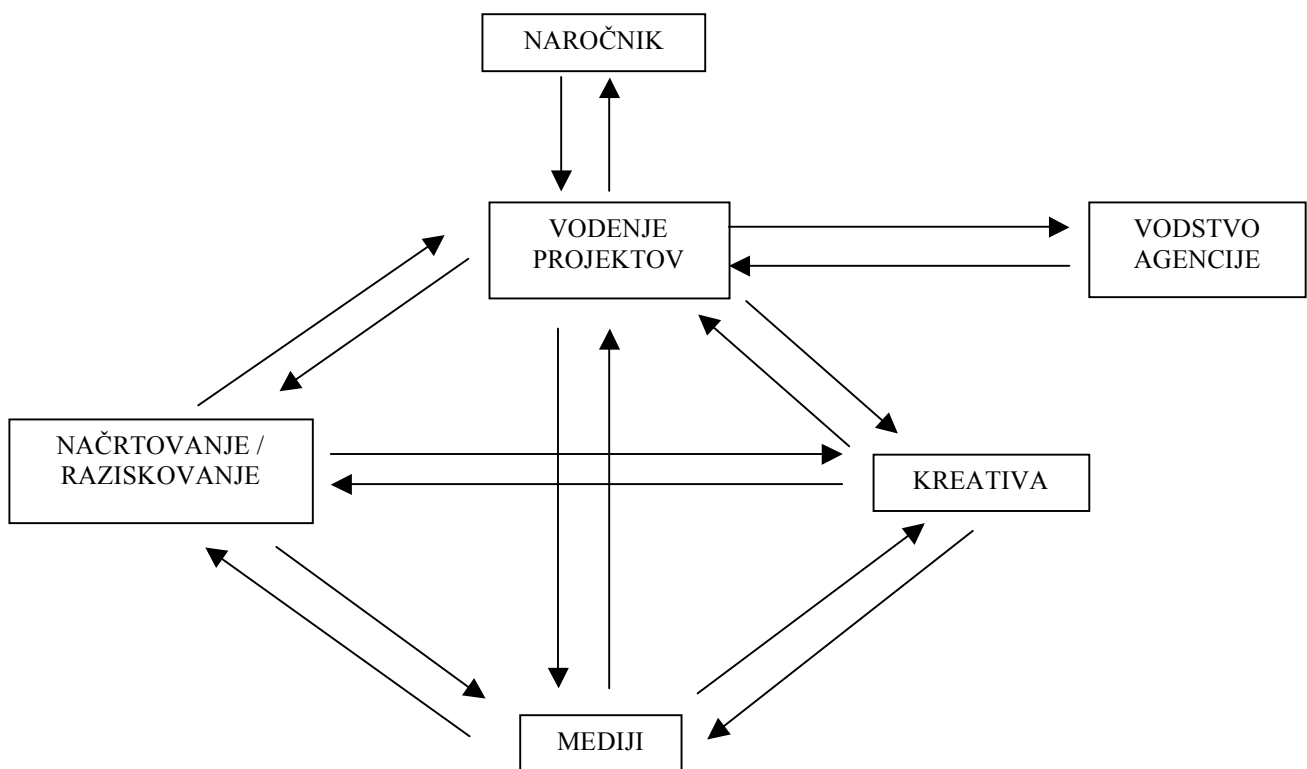 NAROČNIK
VODENJE
PROJEKTOV
VODSTVO
AGENCIJE
NAČRTOVANJE /
RAZISKOVANJE
KREATIVA
MEDIJI